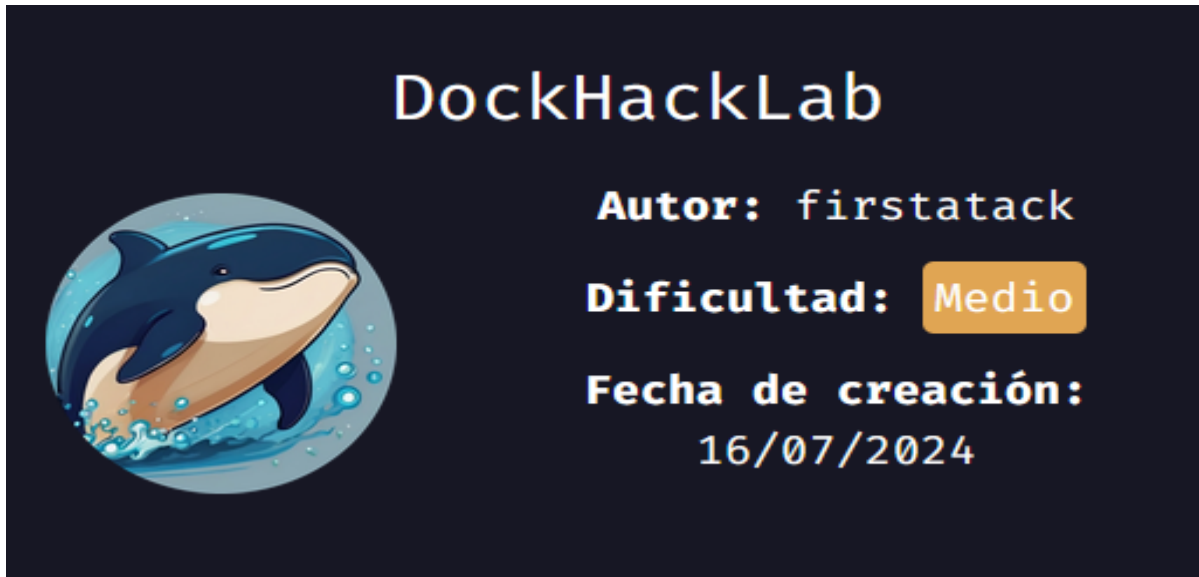 DockHackLab
Autor: firstatack
Dificultad: Medio
Fecha de creación:
16/07/2024